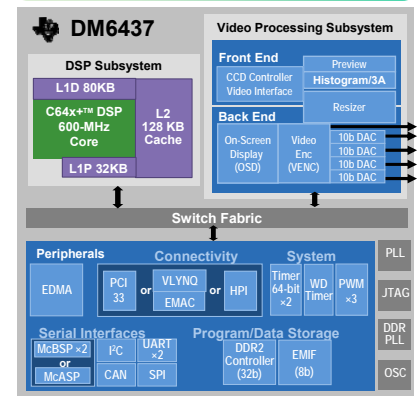 DM6437
DSP Subsystem
L1D 80KB
C64x+™ DSP
600-MHz
Core
L2
128 KB
Cache
L1P 32KB
Video Processing Subsystem
Front End
CCD Controller
Video Interface
Preview
Histogram/3A
Resizer
Back End
On-Screen
Display
(OSD)
Video
Enc
(VENC)
10b DAC
10b DAC
10b DAC
10b DAC
Switch Fabric
Peripherals
EDMA
Connectivity
PCI
33
or
VLYNQ
EMAC
or
HPI
System
Timer
64-bit
×2
WD
Timer
PWM
×3
Serial Interfaces
McBSP ×2
or
McASP
I²C
UART
×2
CAN
SPI
Program/Data Storage
DDR2
Controller
(32b)
EMIF
(8b)
PLL
JTAG
DDR
PLL
OSC